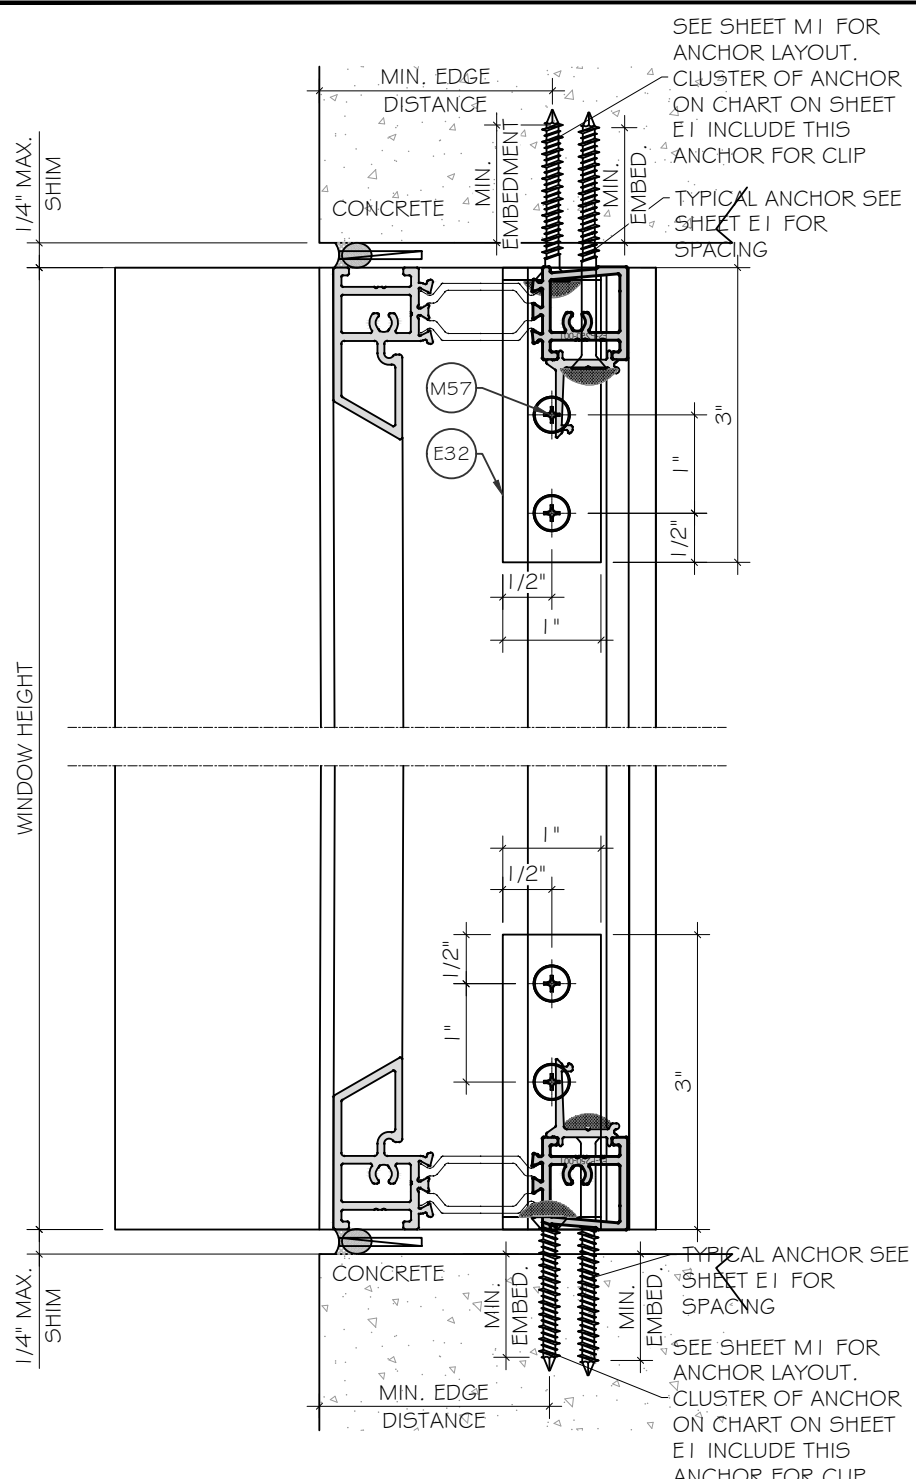 SEE SHEET M1 FOR
ANCHOR LAYOUT.
CLUSTER OF ANCHOR
ON CHART ON SHEET
E1 INCLUDE THIS
ANCHOR FOR CLIP
MIN. EDGE
DISTANCE
1/4" MAX.
SHIM
MIN.
EMBEDMENT
MIN.
EMBED.
CONCRETE
TYPICAL ANCHOR SEE
SHEET E1 FOR
SPACING
M57
E32
3"
1"
1/2"
1/2"
1"
WINDOW HEIGHT
1"
1/2"
1/2"
1"
3"
CONCRETE
1/4" MAX.
SHIM
MIN.
EMBED.
MIN.
EMBED.
TYPICAL ANCHOR SEE
SHEET E1 FOR
SPACING
MIN. EDGE
DISTANCE
SEE SHEET M1 FOR
ANCHOR LAYOUT.
CLUSTER OF ANCHOR
ON CHART ON SHEET
E1 INCLUDE THIS
ANCHOR FOR CLIP